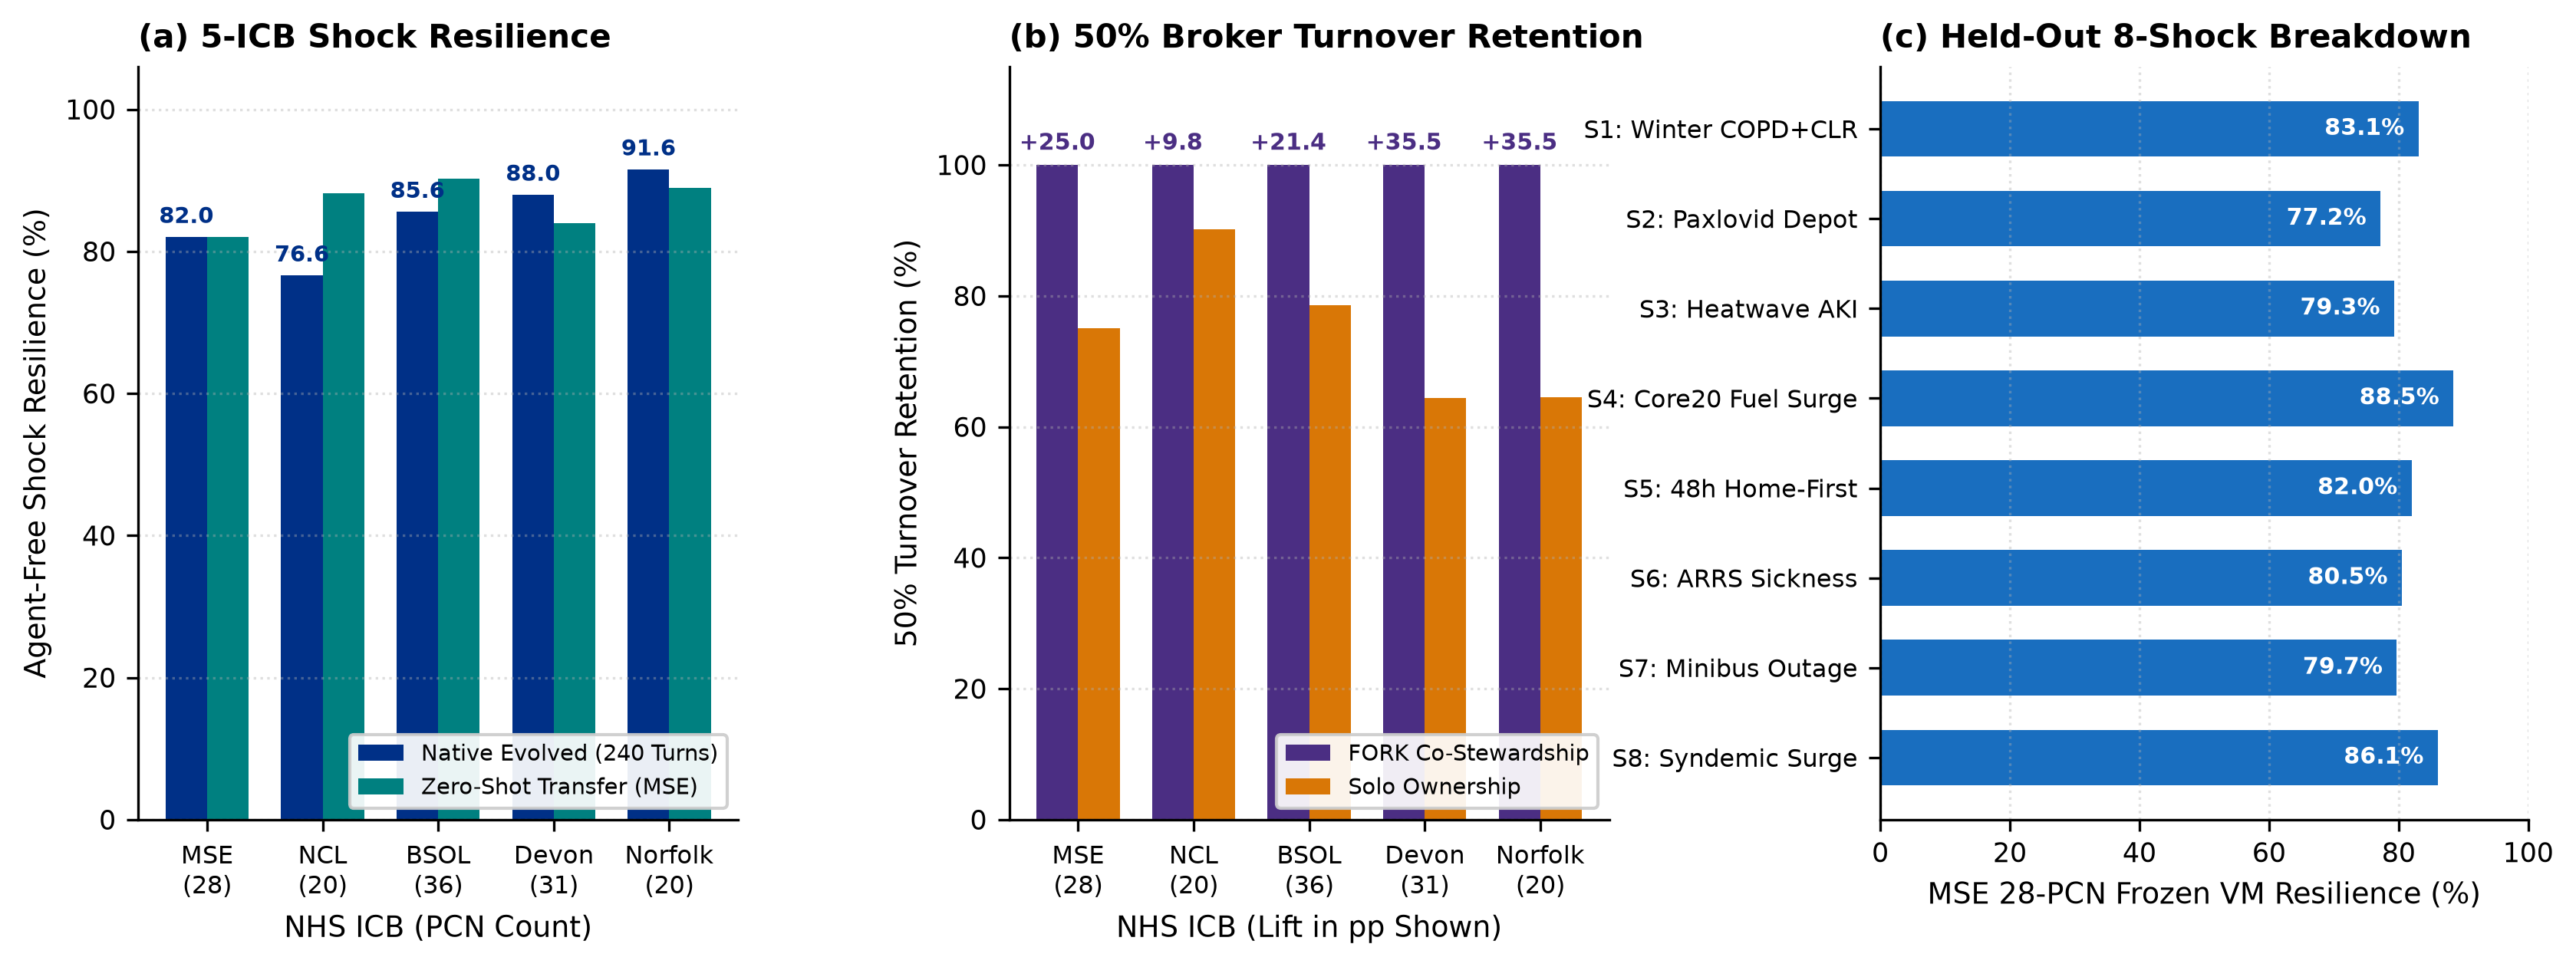 (a) 5-ICB Shock Resilience
Agent-Free Shock Resilience (%)
100
80
60
40
20
0
82.0
76.6
85.6
88.0
91.6
Native Evolved (240 Turns)
Zero-Shot Transfer (MSE)
MSE
(28)
NCL
(20)
BSOL
(36)
Devon
(31)
Norfolk
(20)
NHS ICB (PCN Count)
(b) 50% Broker Turnover Retention
50% Turnover Retention (%)
100
80
60
40
20
0
+25.0
+9.8
+21.4
+35.5
+35.5
FORK Co-Stewardship
Solo Ownership
MSE
(28)
NCL
(20)
BSOL
(36)
Devon
(31)
Norfolk
(20)
NHS ICB (Lift in pp Shown)
(c) Held-Out 8-Shock Breakdown
S1: Winter COPD+CLR
83.1%
S2: Paxlovid Depot
77.2%
S3: Heatwave AKI
79.3%
S4: Core20 Fuel Surge
88.5%
S5: 48h Home-First
82.0%
S6: ARRS Sickness
80.5%
S7: Minibus Outage
79.7%
S8: Syndemic Surge
86.1%
0
20
40
60
80
100
MSE 28-PCN Frozen VM Resilience (%)